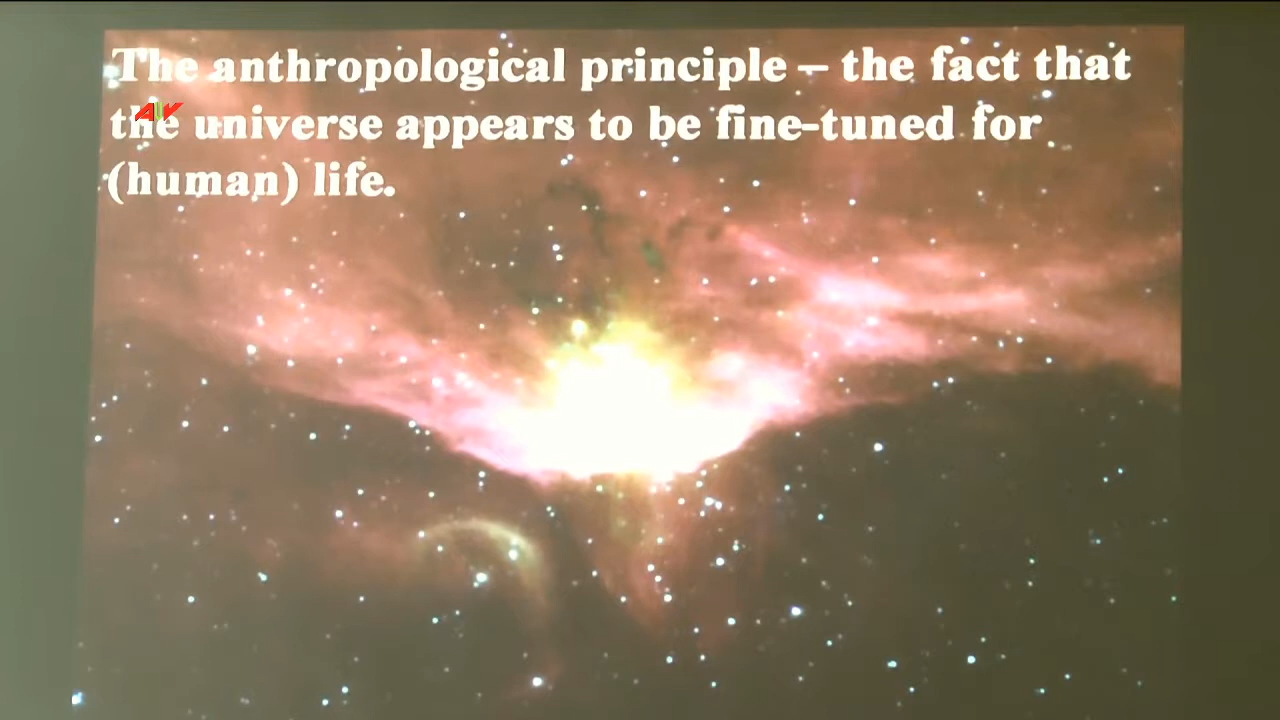 The anthropological principle – the fact that
the universe appears to be fine-tuned for
(human) life.